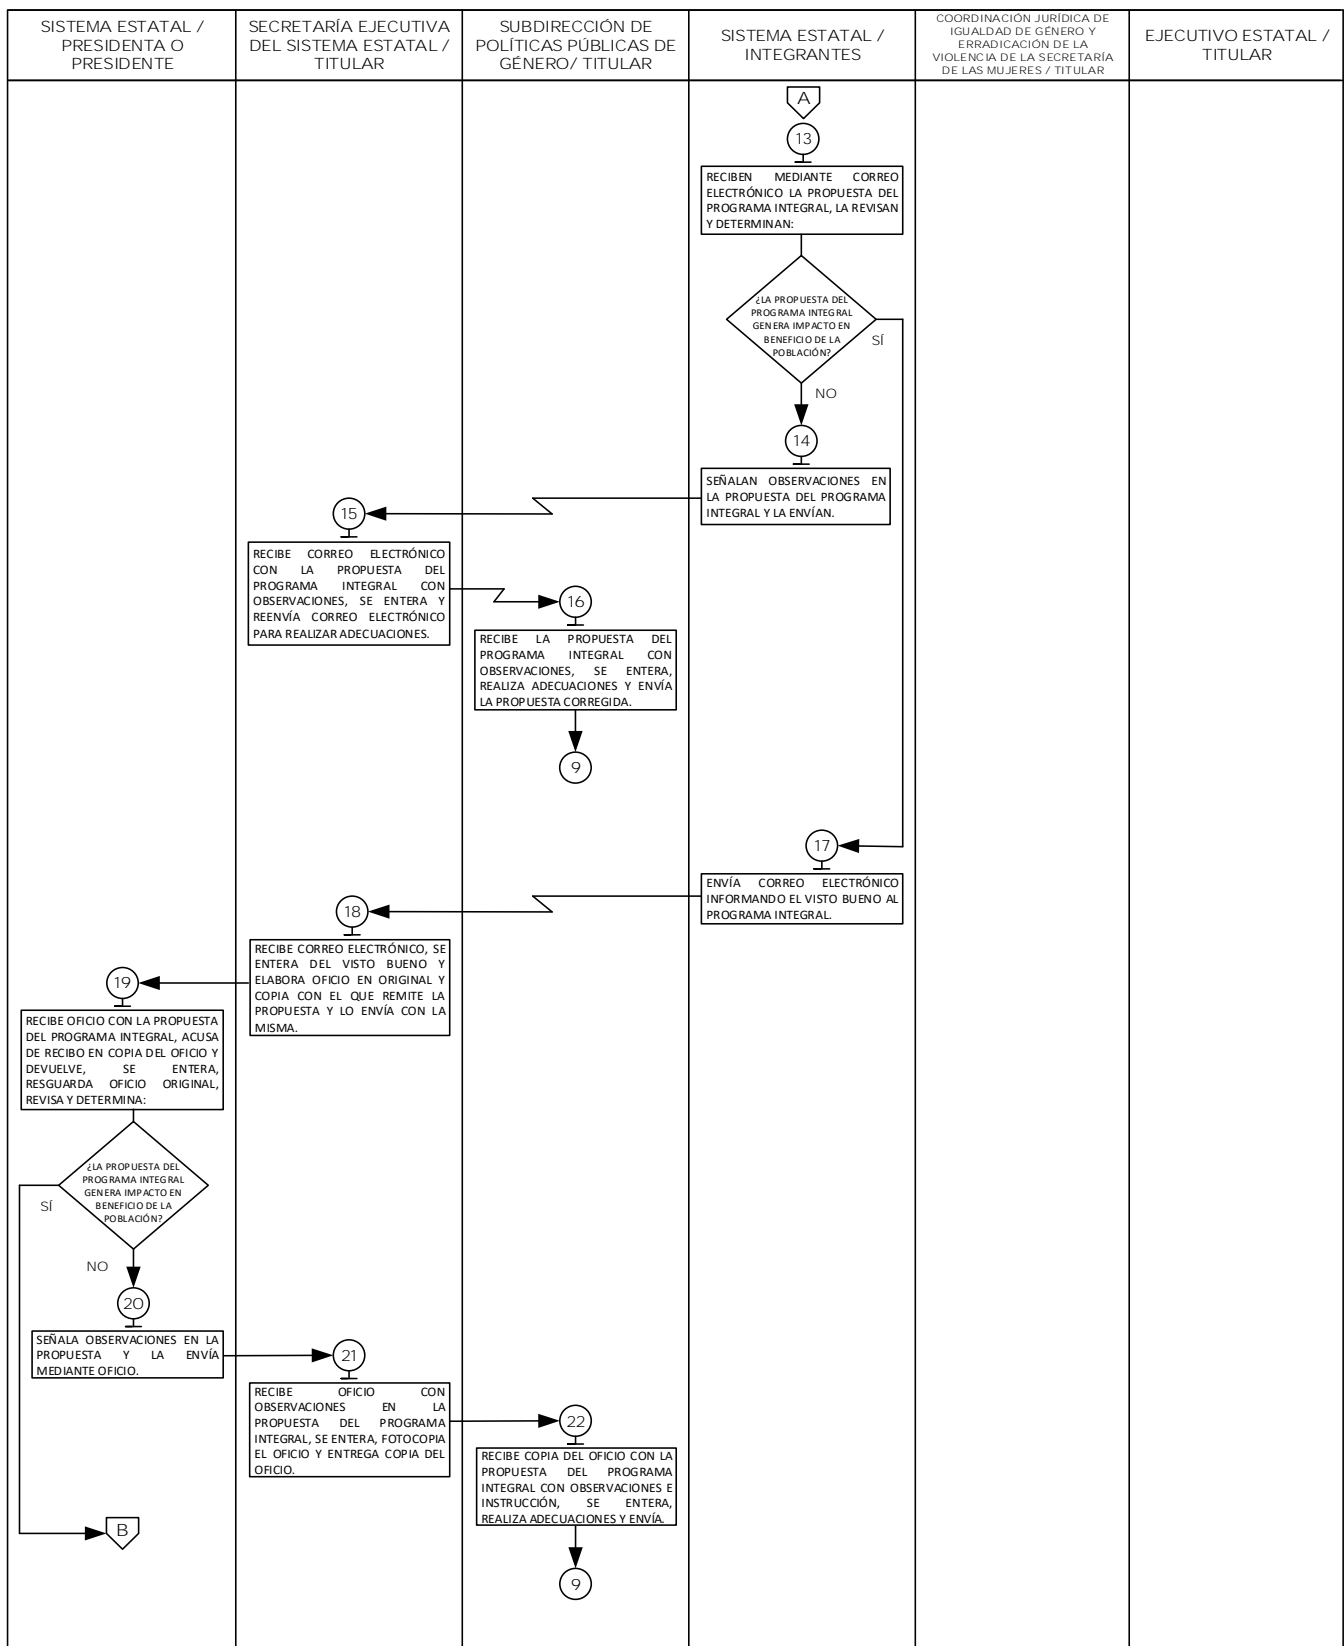 SISTEMA ESTATAL /
PRESIDENTA O
PRESIDENTE
SECRETARÍA EJECUTIVA
DEL SISTEMA ESTATAL /
TITULAR
SUBDIRECCIÓN DE
POLÍTICAS PÚBLICAS DE
GÉNERO/ TITULAR
SISTEMA ESTATAL /
INTEGRANTES
COORDINACIÓN JURÍDICA DE
IGUALDAD DE GÉNERO Y
ERRADICACIÓN DE LA
VIOLENCIA DE LA SECRETARÍA
DE LAS MUJERES / TITULAR
EJECUTIVO ESTATAL /
TITULAR
A
13
RECIBEN MEDIANTE CORREO
ELECTRÓNICO LA PROPUESTA DEL
PROGRAMA INTEGRAL, LA REVISAN
Y DETERMINAN:
¿LA PROPUESTA DEL
PROGRAMA INTEGRAL
GENERA IMPACTO EN
BENEFICIO DE LA
POBLACIÓN?
SÍ
NO
14
SEÑALAN OBSERVACIONES EN
LA PROPUESTA DEL PROGRAMA
INTEGRAL Y LA ENVÍAN.
15
RECIBE CORREO ELECTRÓNICO
CON LA PROPUESTA DEL
PROGRAMA INTEGRAL CON
OBSERVACIONES, SE ENTERA Y
REENVÍA CORREO ELECTRÓNICO
PARA REALIZAR ADECUACIONES.
16
RECIBE LA PROPUESTA DEL
PROGRAMA INTEGRAL CON
OBSERVACIONES, SE ENTERA,
REALIZA ADECUACIONES Y ENVÍA
LA PROPUESTA CORREGIDA.
9
17
ENVÍA CORREO ELECTRÓNICO
INFORMANDO EL VISTO BUENO AL
PROGRAMA INTEGRAL.
18
RECIBE CORREO ELECTRÓNICO, SE
ENTERA DEL VISTO BUENO Y
ELABORA OFICIO EN ORIGINAL Y
COPIA CON EL QUE REMITE LA
PROPUESTA Y LO ENVÍA CON LA
MISMA.
19
RECIBE OFICIO CON LA PROPUESTA
DEL PROGRAMA INTEGRAL, ACUSA
DE RECIBO EN COPIA DEL OFICIO Y
DEVUELVE, SE ENTERA,
RESGUARDA OFICIO ORIGINAL,
REVISA Y DETERMINA:
¿LA PROPUESTA DEL
PROGRAMA INTEGRAL
GENERA IMPACTO EN
BENEFICIO DE LA
POBLACIÓN?
SÍ
NO
20
SEÑALA OBSERVACIONES EN LA
PROPUESTA Y LA ENVÍA
MEDIANTE OFICIO.
21
RECIBE OFICIO CON
OBSERVACIONES EN LA
PROPUESTA DEL PROGRAMA
INTEGRAL, SE ENTERA, FOTOCOPIA
EL OFICIO Y ENTREGA COPIA DEL
OFICIO.
22
RECIBE COPIA DEL OFICIO CON LA
PROPUESTA DEL PROGRAMA
INTEGRAL CON OBSERVACIONES E
INSTRUCCIÓN, SE ENTERA,
REALIZA ADECUACIONES Y ENVÍA.
B
9